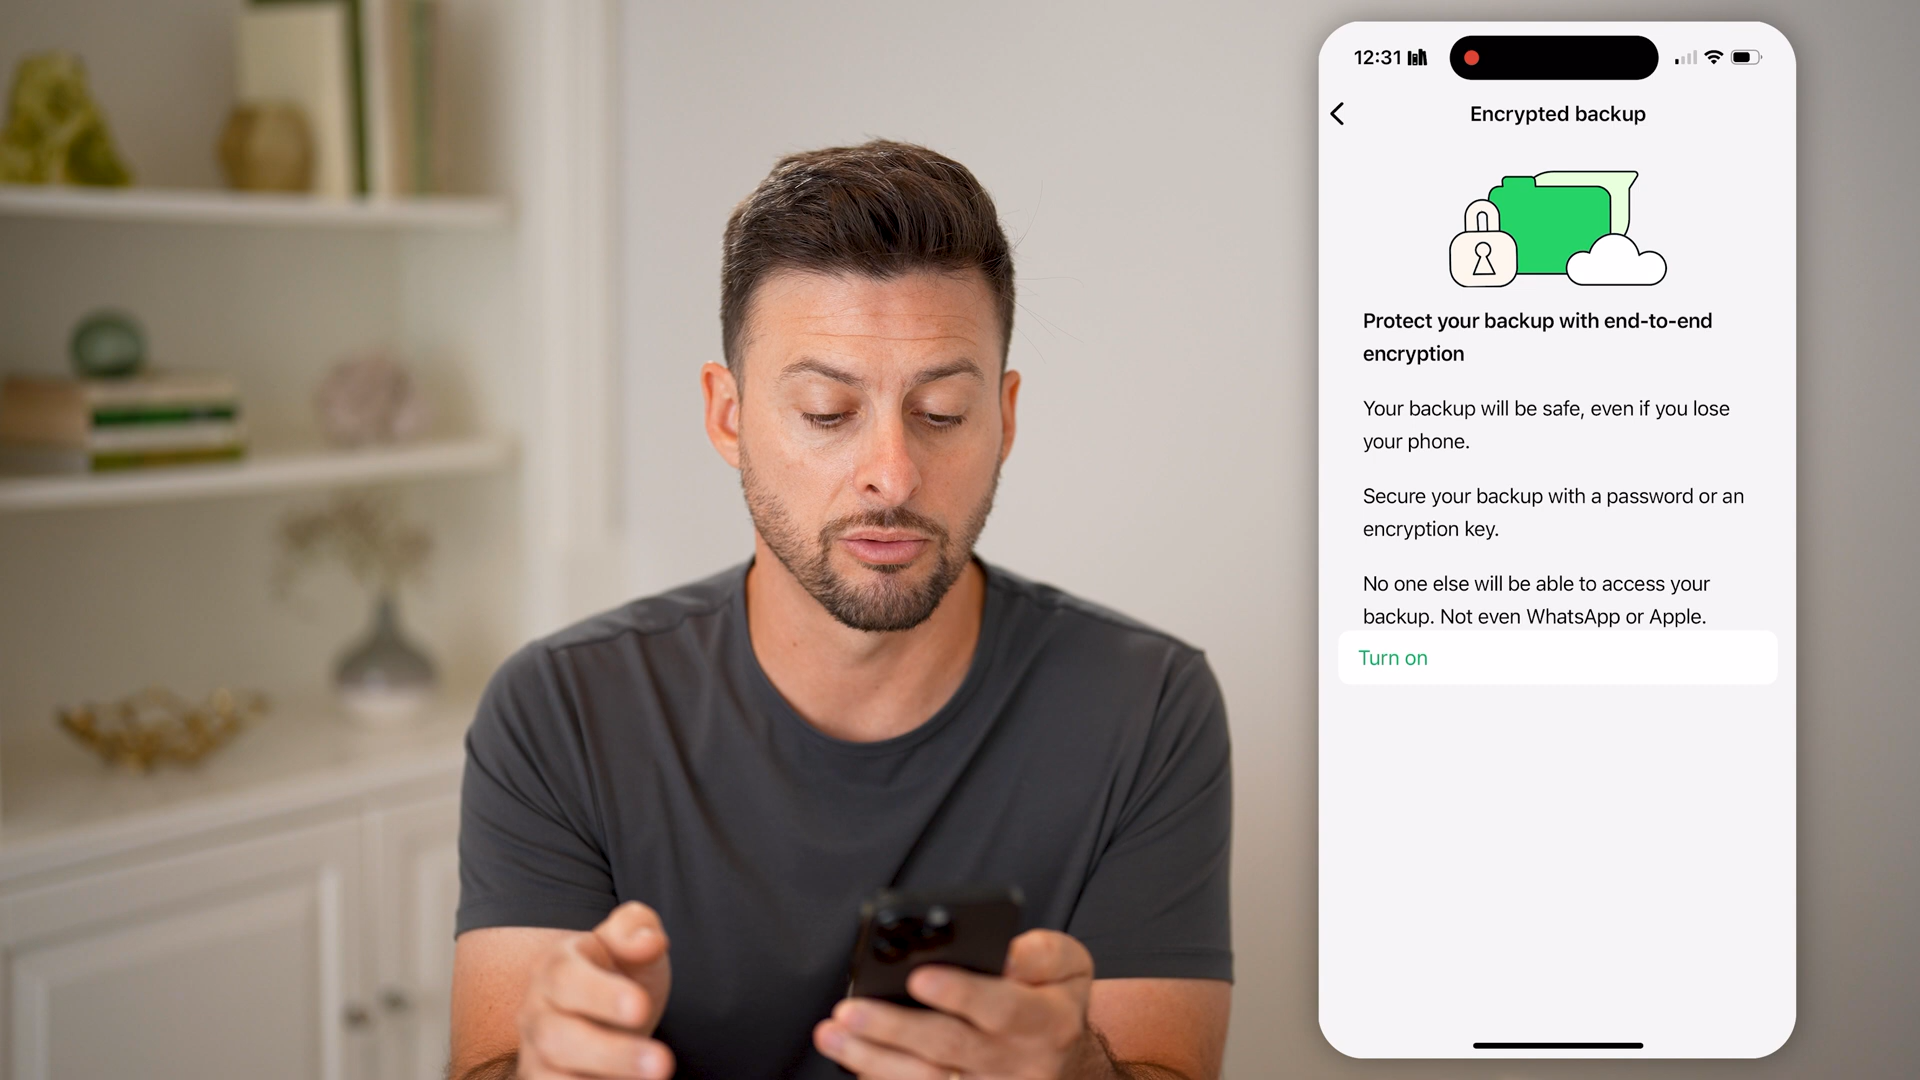 12:31
Encrypted backup
Protect your backup with end-to-end
encryption
Your backup will be safe, even if you lose
your phone.
Secure your backup with a password or an
encryption key.
No one else will be able to access your
backup. Not even WhatsApp or Apple.
Turn on